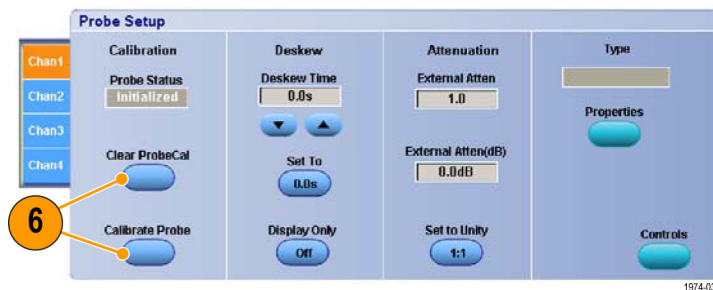 Probe Setup
Chan1
Chan2
Chan3
Chan4
Calibration
Probe Status
Initialized
Clear ProbeCal
Calibrate Probe
6
Deskew
Deskew Time
0.0s
Set To
0.0s
Display Only
Off
Attenuation
External Atten
1.0
External Atten(dB)
0.0dB
Set to Unity
1:1
Type
Properties
Controls